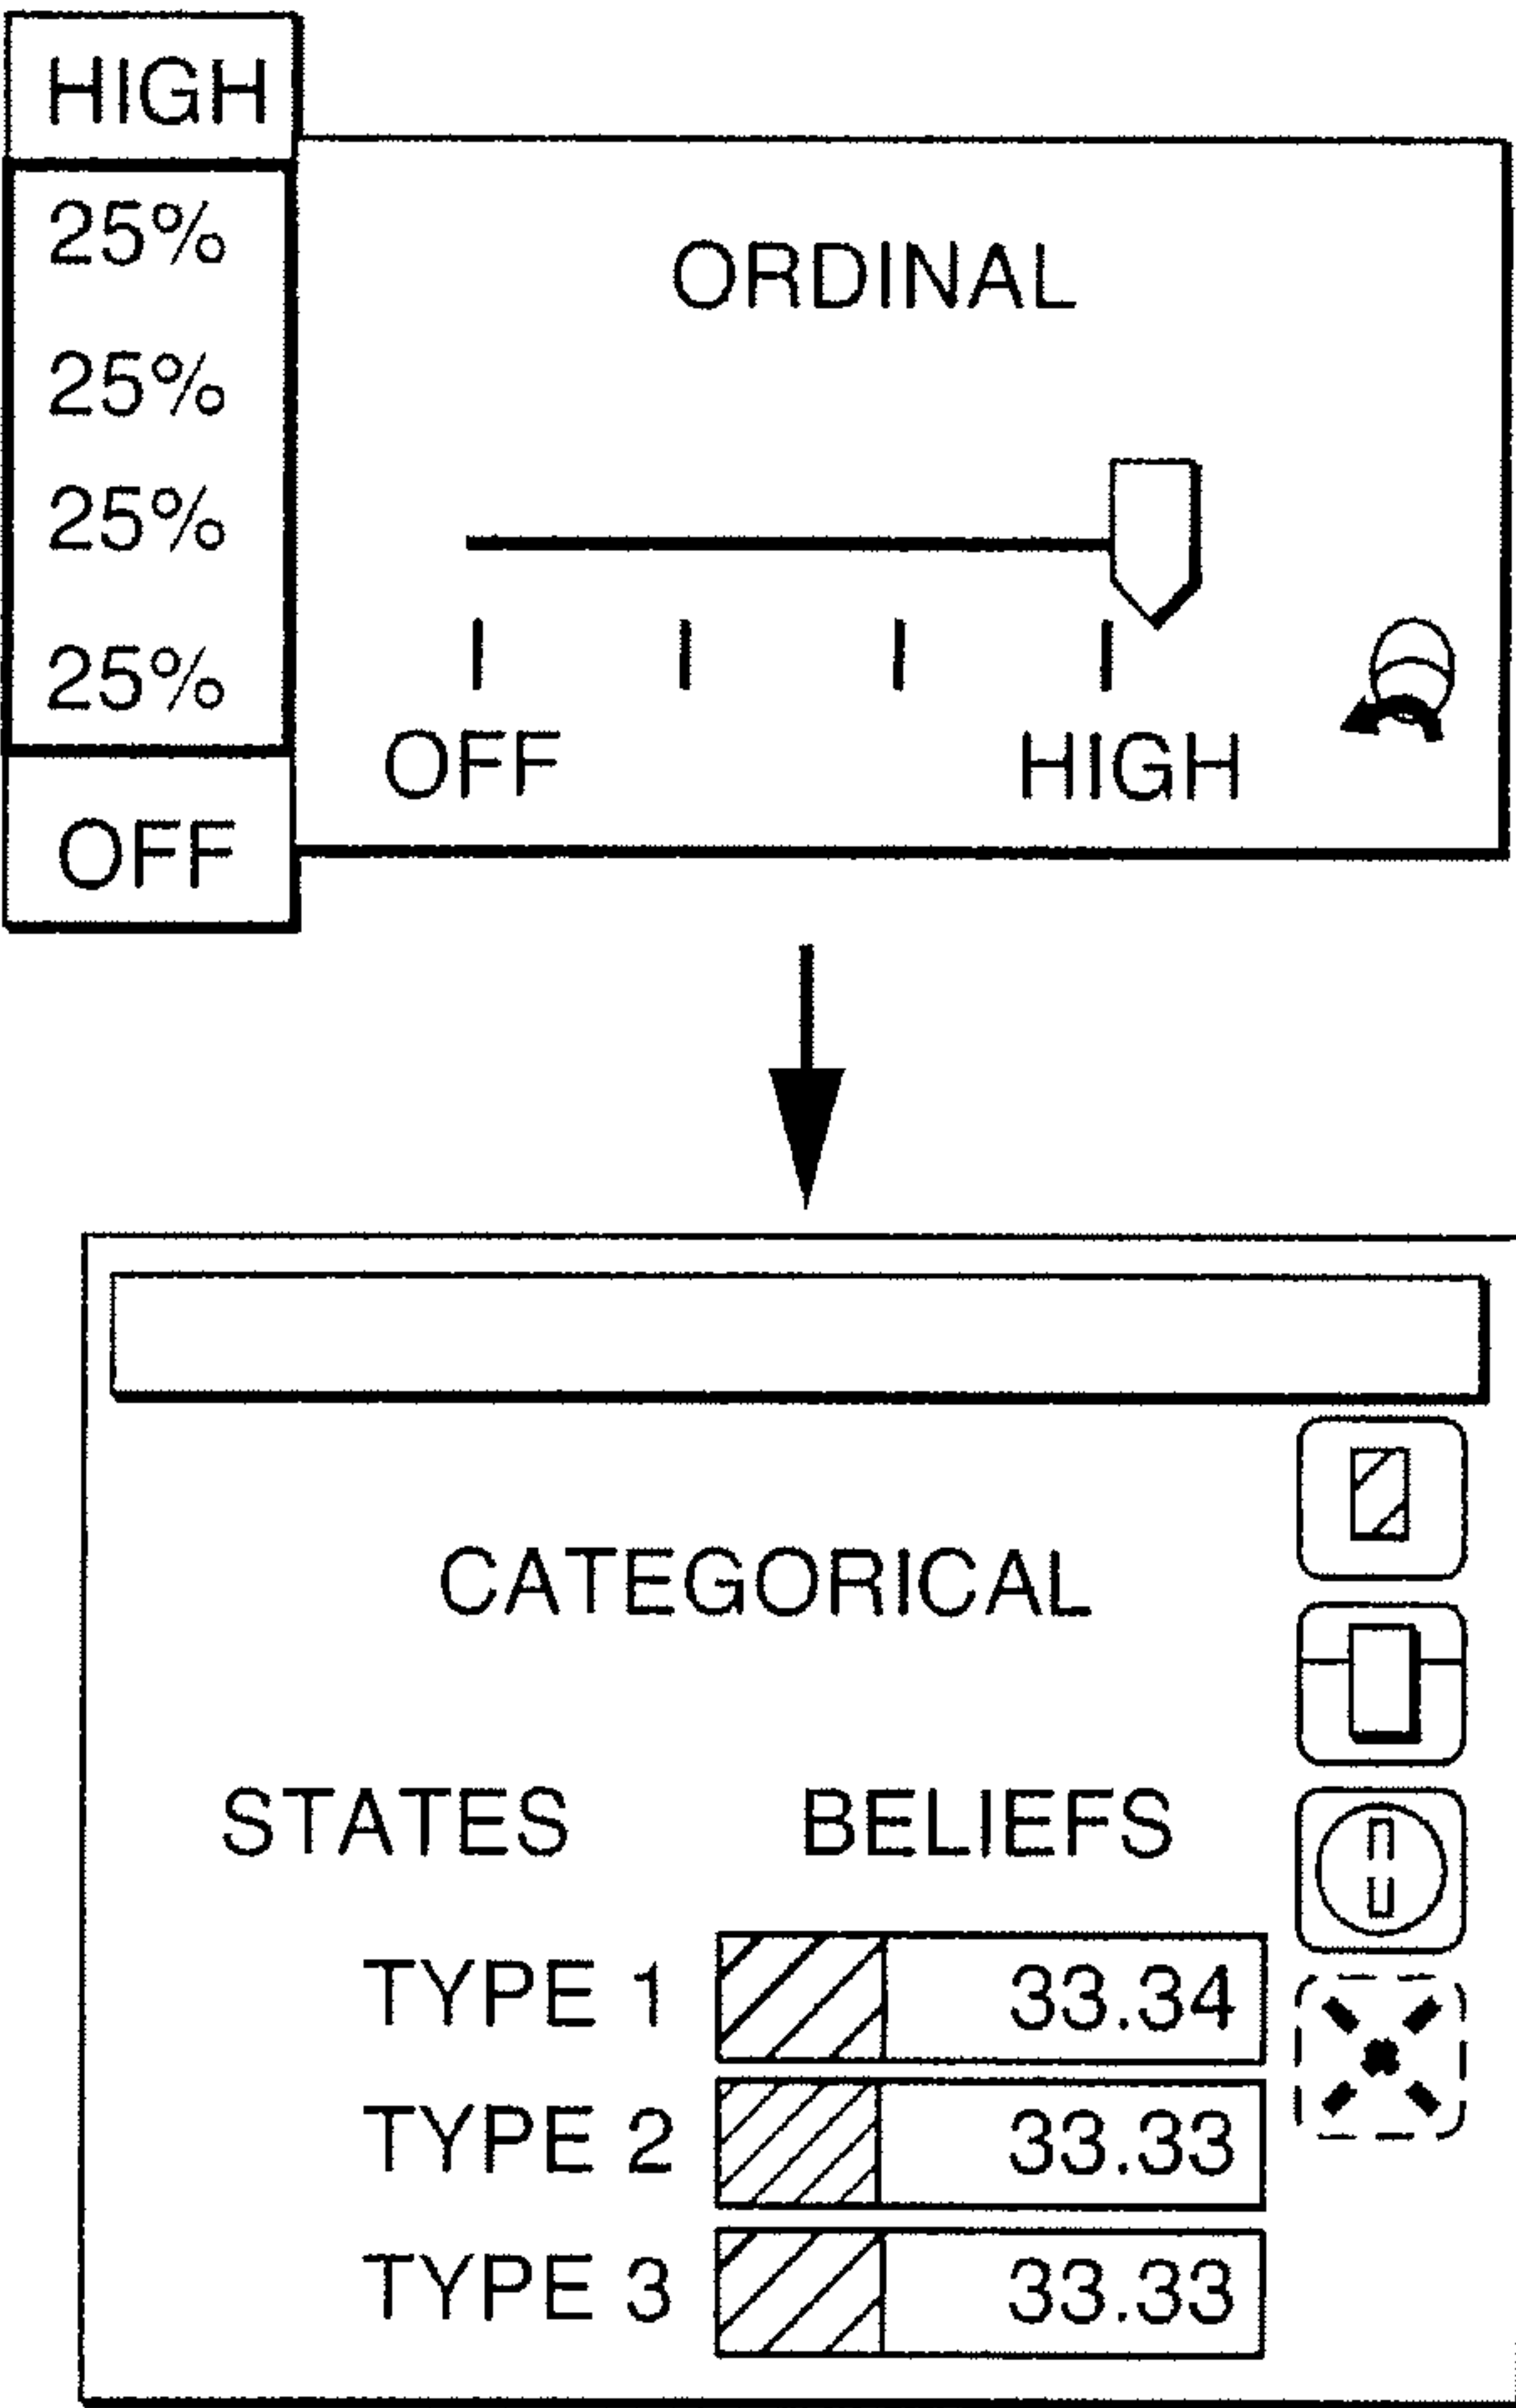 HIGH
25%
ORDINAL
25%
25%
25%
OFF
HIGH
OFF
CATEGORICAL
STATES BELIEFS
TYPE 1 33.34
TYPE 2 33.33
TYPE 3 33.33